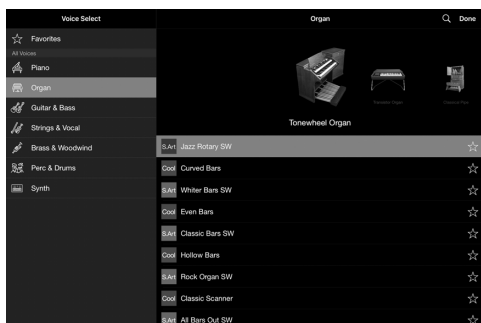 Voice Select
Organ
Done
Favorites
All Voices
Piano
Organ
Guitar & Bass
Strings & Vocal
Brass & Woodwind
Perc & Drums
Synth
Tonewheel Organ
S.Art Jazz Rotary SW
Cool Curved Bars
S.Art Whiter Bars SW
Cool Even Bars
S.Art Classic Bars SW
Cool Hollow Bars
S.Art Rock Organ SW
Cool Classic Scanner
S.Art All Bars Out SW